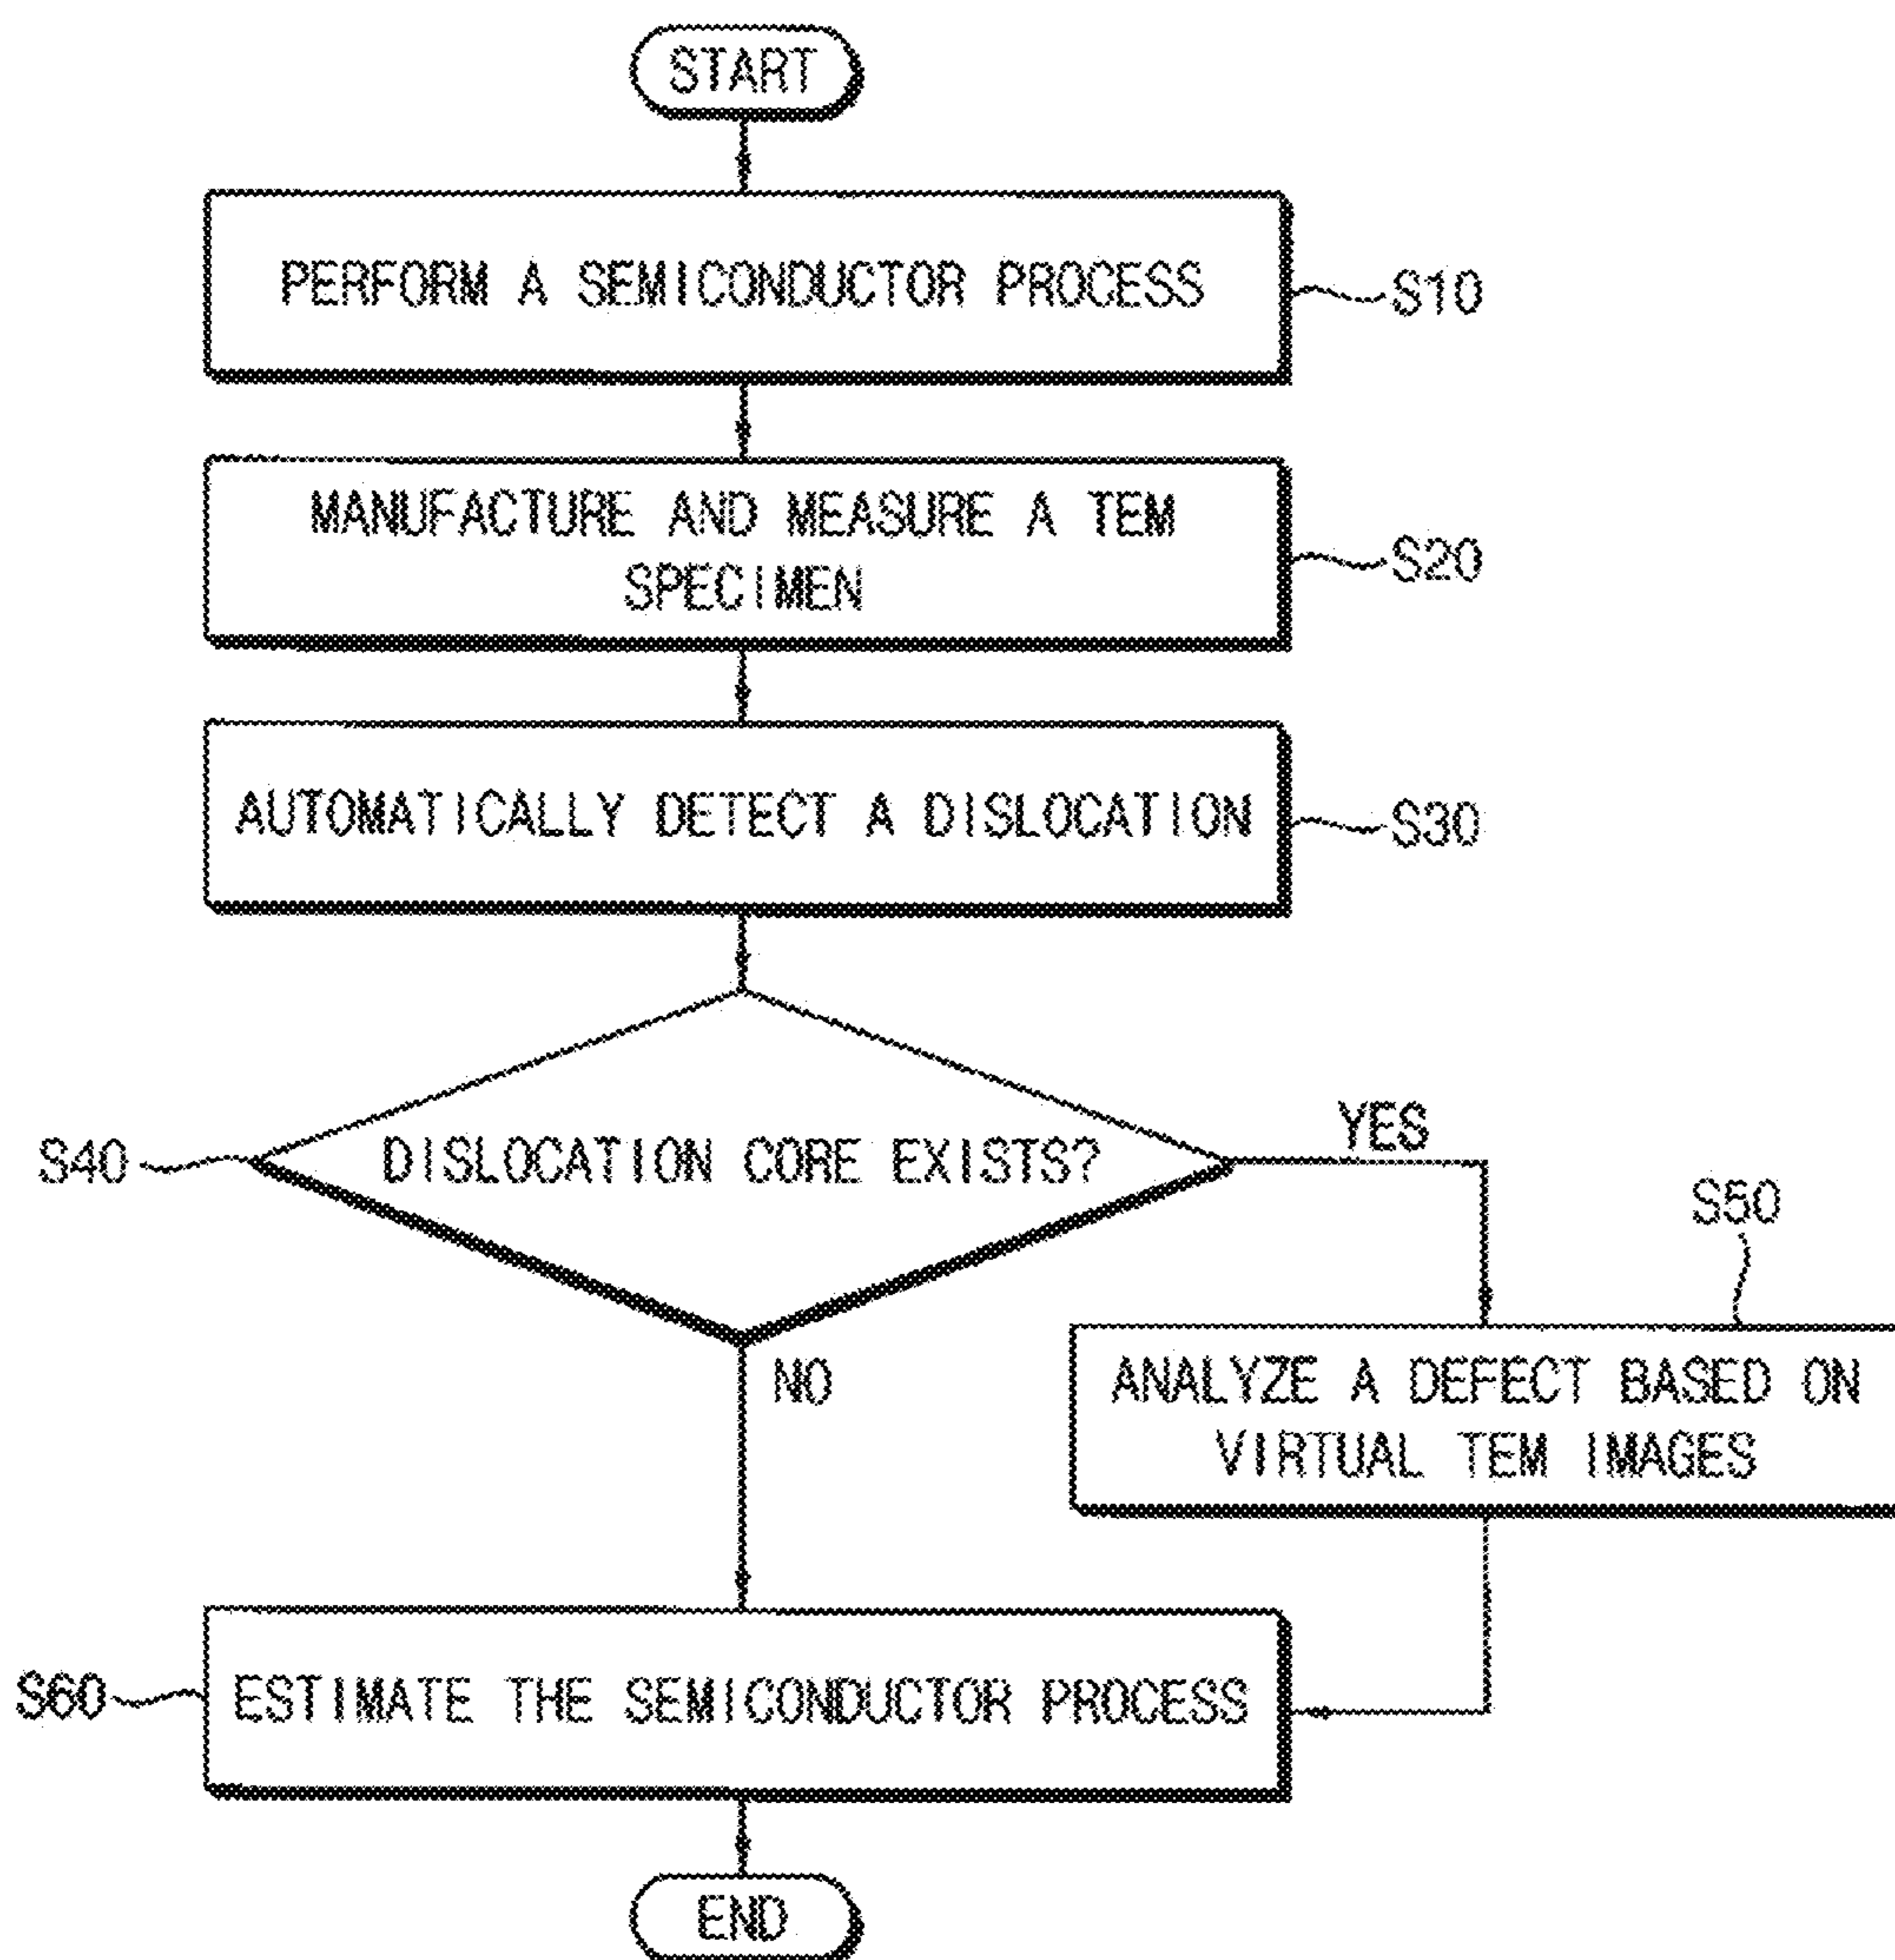 START
PERFORM A SEMICONDUCTOR PROCESS
S10
MANUFACTURE AND MEASURE A TEM
SPECIMEN
S20
AUTOMATICALLY DETECT A DISLOCATION
S30
S40
DISLOCATION CORE EXISTS?
YES
S50
NO
ANALYZE A DEFECT BASED ON
VIRTUAL TEM IMAGES
S60
ESTIMATE THE SEMICONDUCTOR PROCESS
END